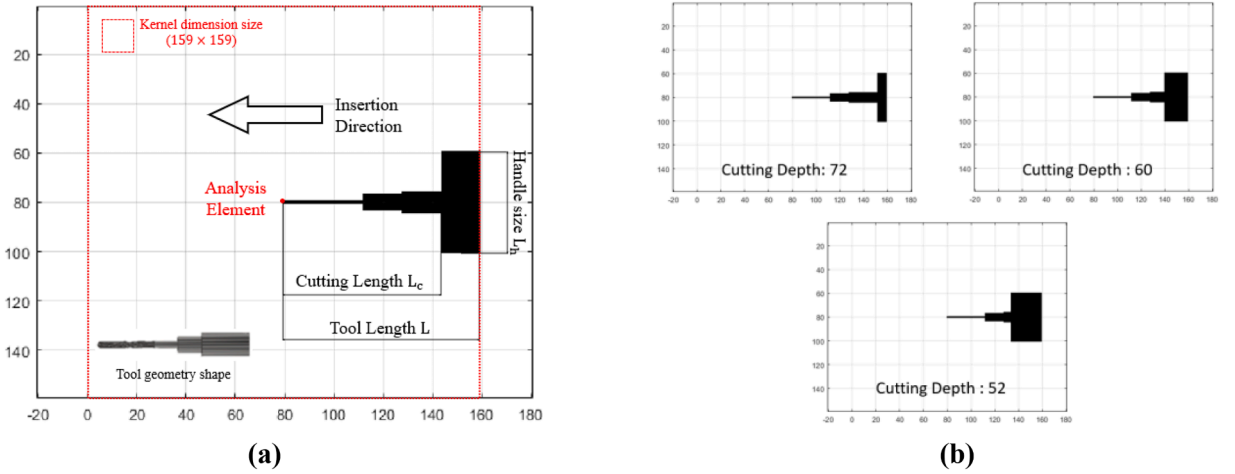 Kernel dimension size
(159 × 159)
Insertion
Direction
Analysis
Element
Handle size Lh
Cutting Length Lc
Tool Length L
Tool geometry shape
20
40
60
80
100
120
140
-20 0 20 40 60 80 100 120 140 160 180
(a)
20
40
60
80
100
120
140
Cutting Depth: 72
-20 0 20 40 60 80 100 120 140 160 180
20
40
60
80
100
120
140
Cutting Depth : 60
-20 0 20 40 60 80 100 120 140 160 180
20
40
60
80
100
120
140
Cutting Depth : 52
-20 0 20 40 60 80 100 120 140 160 180
(b)